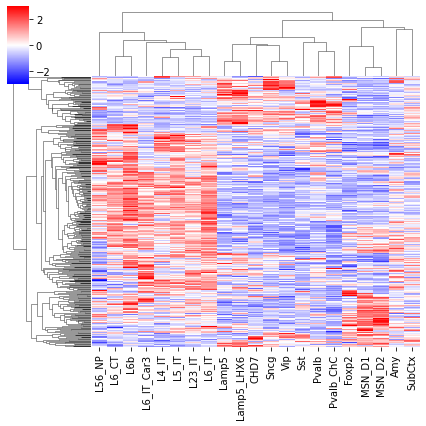 2
0
−2
L56_NP
L6_CT
L6b
L6_IT_Car3
L4_IT
L5_IT
L23_IT
L6_IT
Lamp5
Lamp5_LHX6
CHD7
Sncg
Vip
Sst
Pvalb
Pvalb_ChC
Foxp2
MSN_D1
MSN_D2
Amy
SubCtx